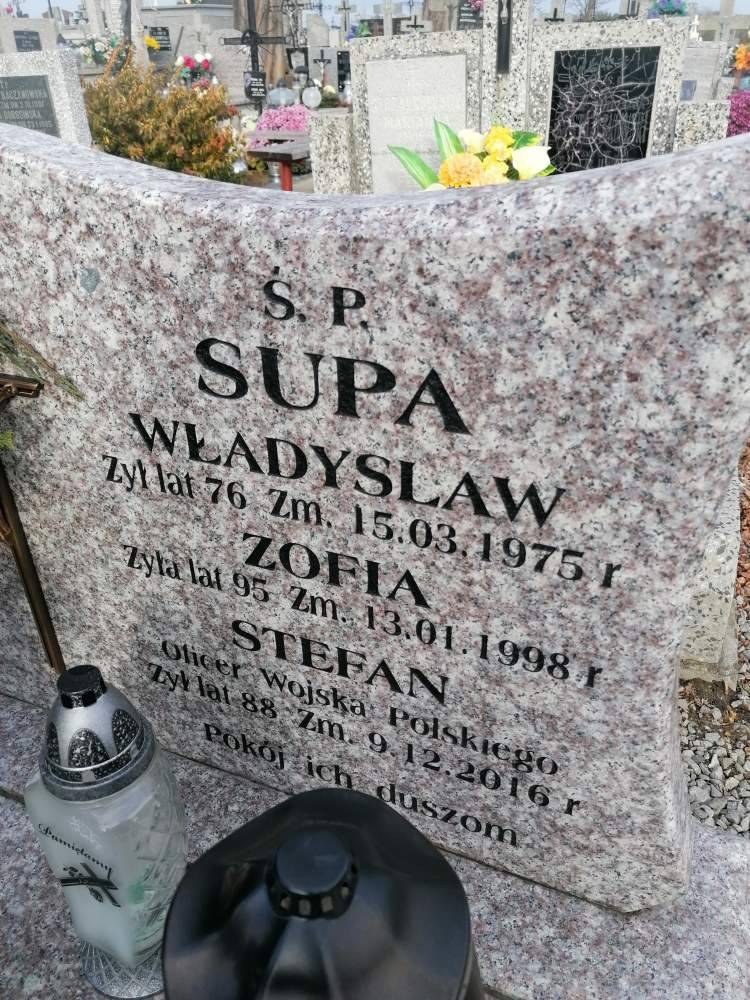 Ś. P.
SUPA
WŁADYSŁAW
Żył lat 76 Zm. 15.03.1975 r
ZOFIA
Żyła lat 95 Zm. 13.01.1998 r
STEFAN
Oficer Wojska Polskiego
Żył lat 88 Zm. 9.12.2016 r
Pokój ich duszom
Pamiętamy